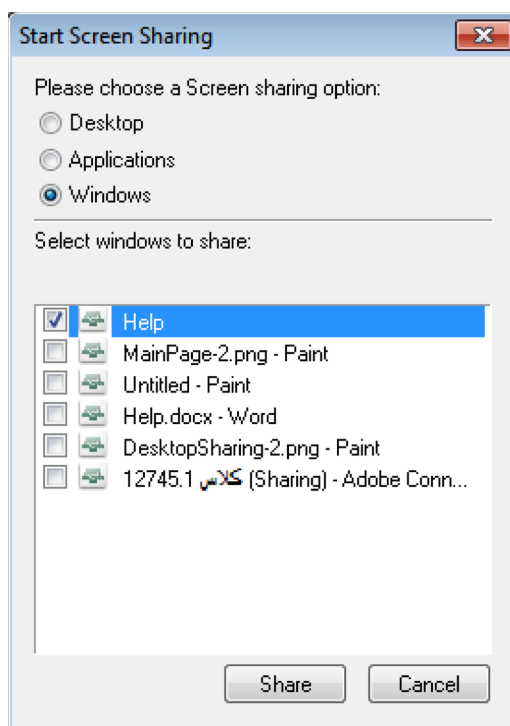 Start Screen Sharing
Please choose a Screen sharing option:
Desktop
Applications
Windows
Select windows to share:
Help
MainPage-2.png - Paint
Untitled - Paint
Help.docx - Word
DesktopSharing-2.png - Paint
12745.1 کلاس (Sharing) - Adobe Conn...
Share Cancel